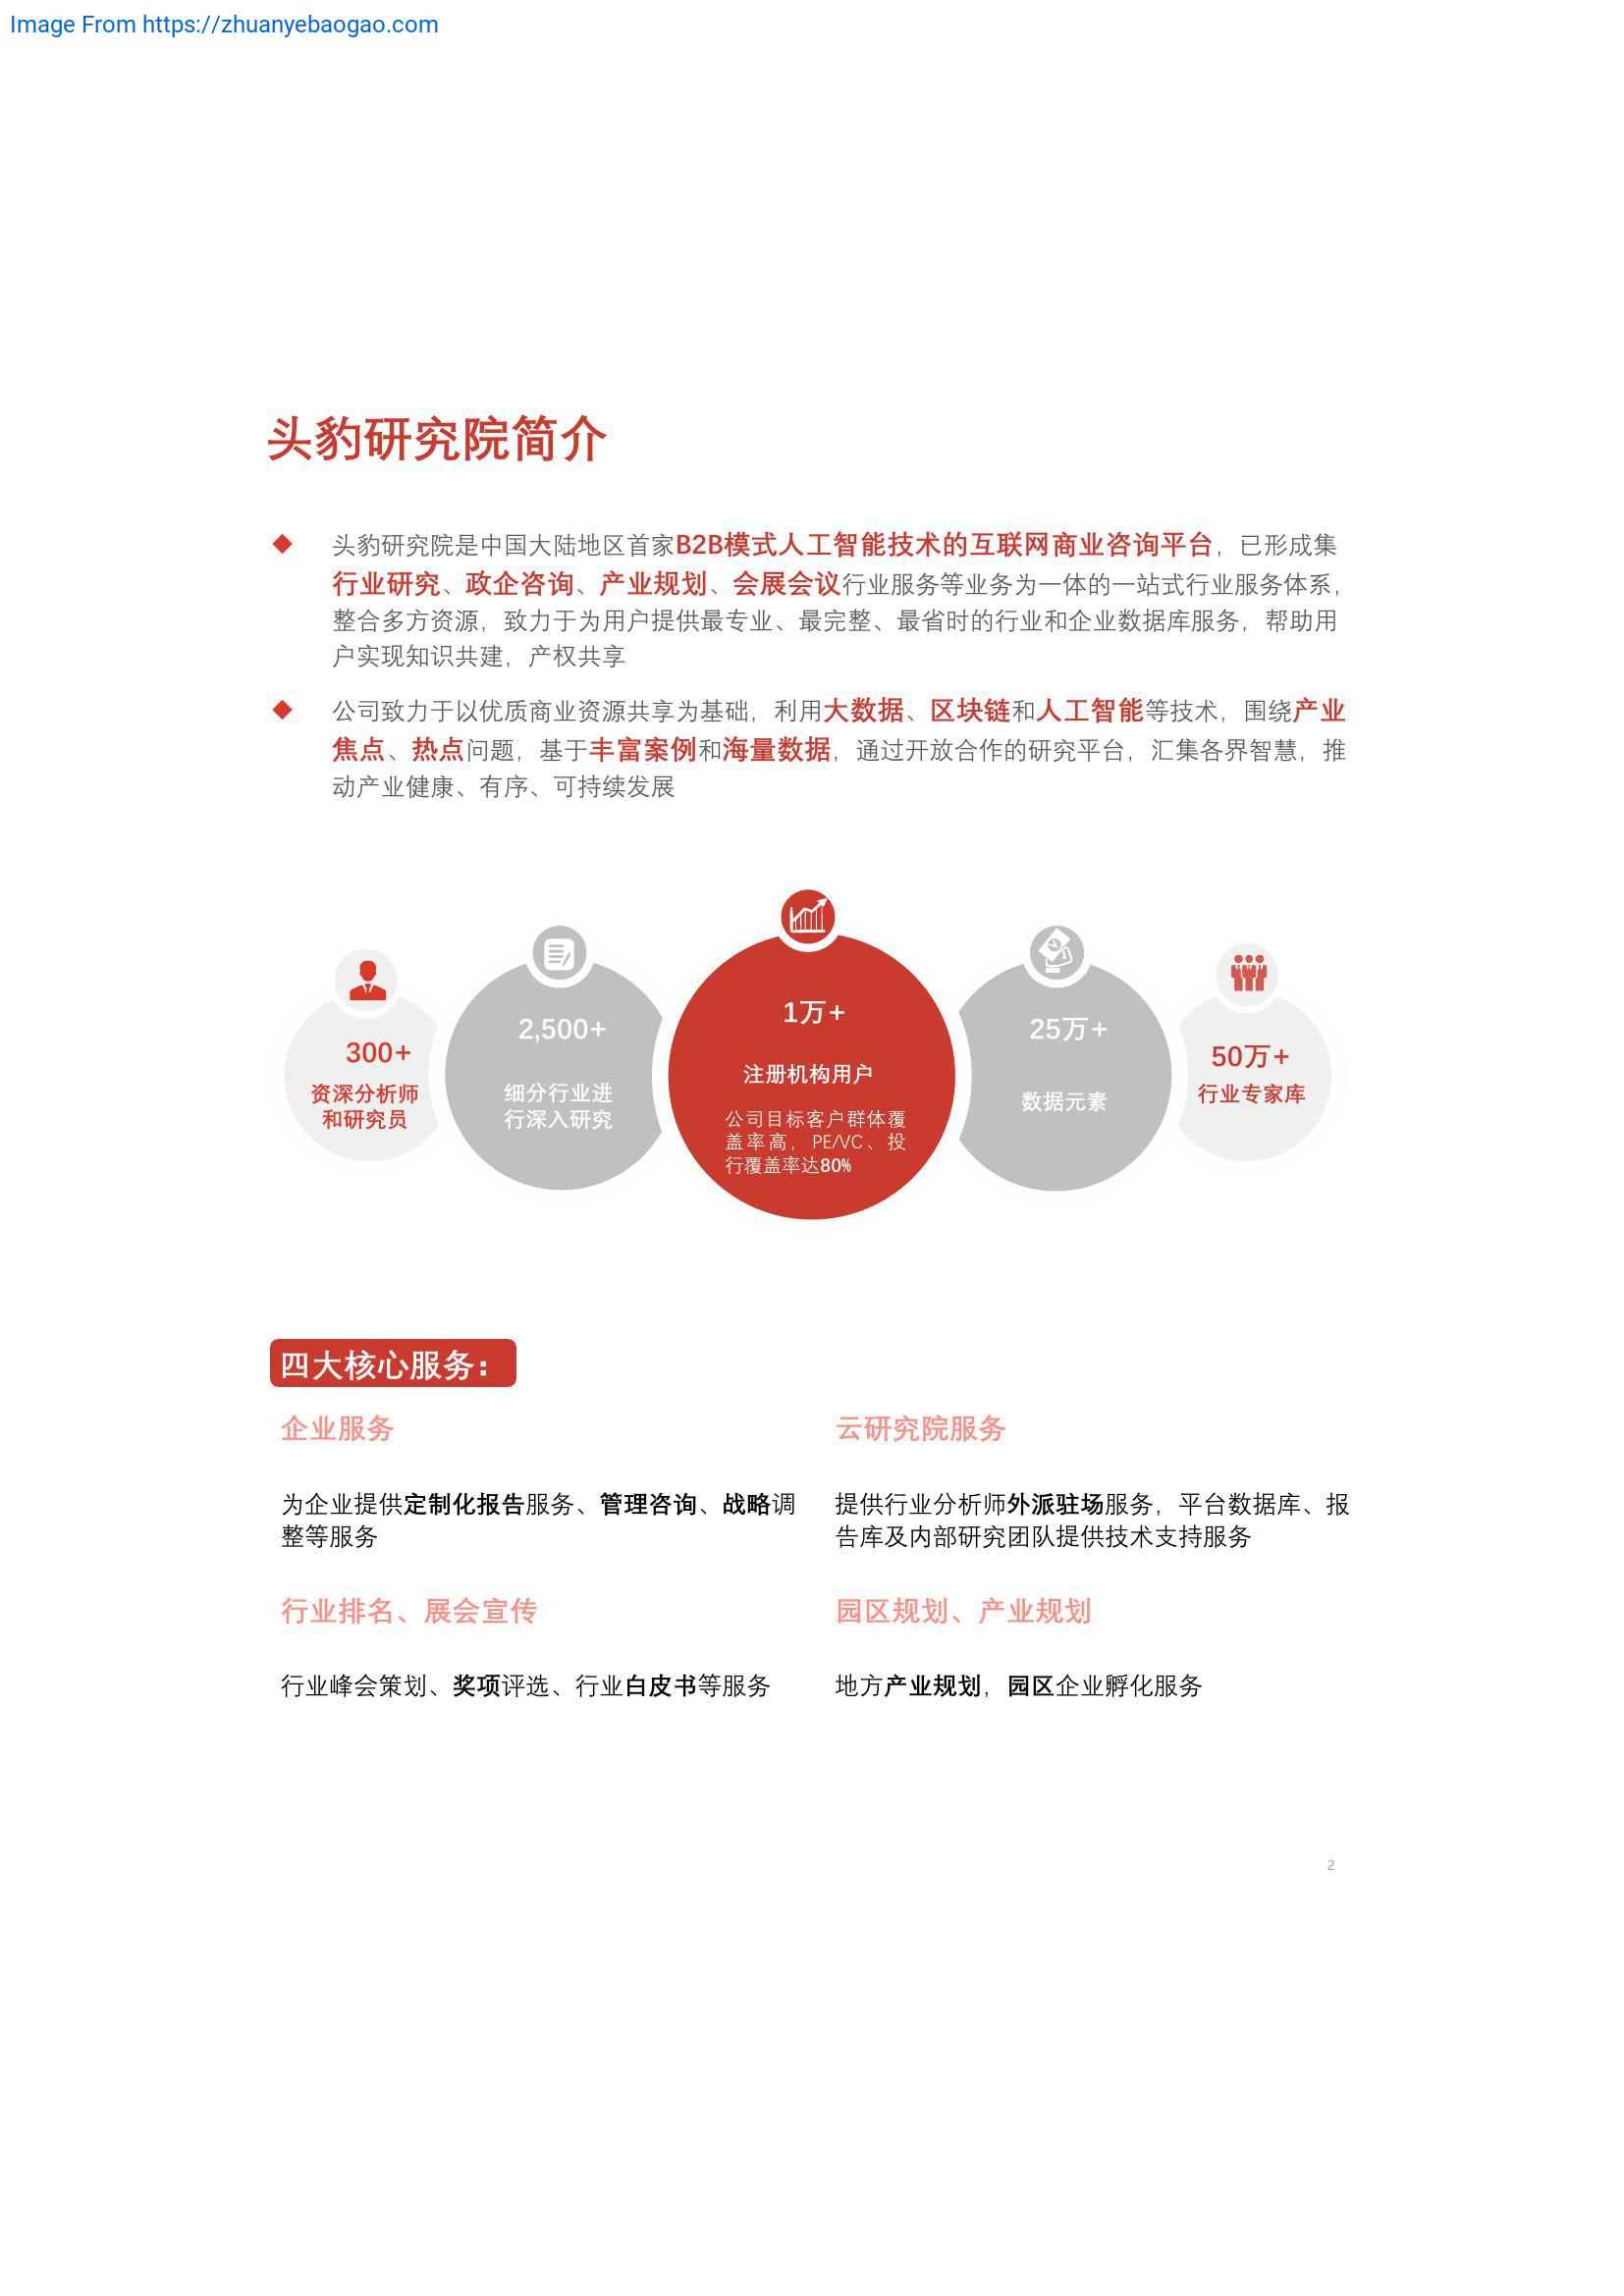 Image From https://zhuanyebaogao.com
头豹研究院简介
头豹研究院是中国大陆地区首家B2B模式人工智能技术的互联网商业咨询平台，已形成集
行业研究、政企咨询、产业规划、会展会议行业服务等业务为一体的一站式行业服务体系，
整合多方资源，致力于为用户提供最专业、最完整、最省时的行业和企业数据库服务，帮助用
户实现知识共建，产权共享
公司致力于以优质商业资源共享为基础，利用大数据、区块链和人工智能等技术，围绕产业
焦点、热点问题，基于丰富案例和海量数据，通过开放合作的研究平台，汇集各界智慧，推
动产业健康、有序、可持续发展
300+
资深分析师
和研究员
2,500+
细分行业进
行深入研究
1万+
注册机构用户
公司目标客户群体覆
盖率高，PE/VC、投
行覆盖率达80%
25万+
数据元素
50万+
行业专家库
四大核心服务：
企业服务
为企业提供定制化报告服务、管理咨询、战略调
整等服务
云研究院服务
提供行业分析师外派驻场服务，平台数据库、报
告库及内部研究团队提供技术支持服务
行业排名、展会宣传
行业峰会策划、奖项评选、行业白皮书等服务
园区规划、产业规划
地方产业规划，园区企业孵化服务
2